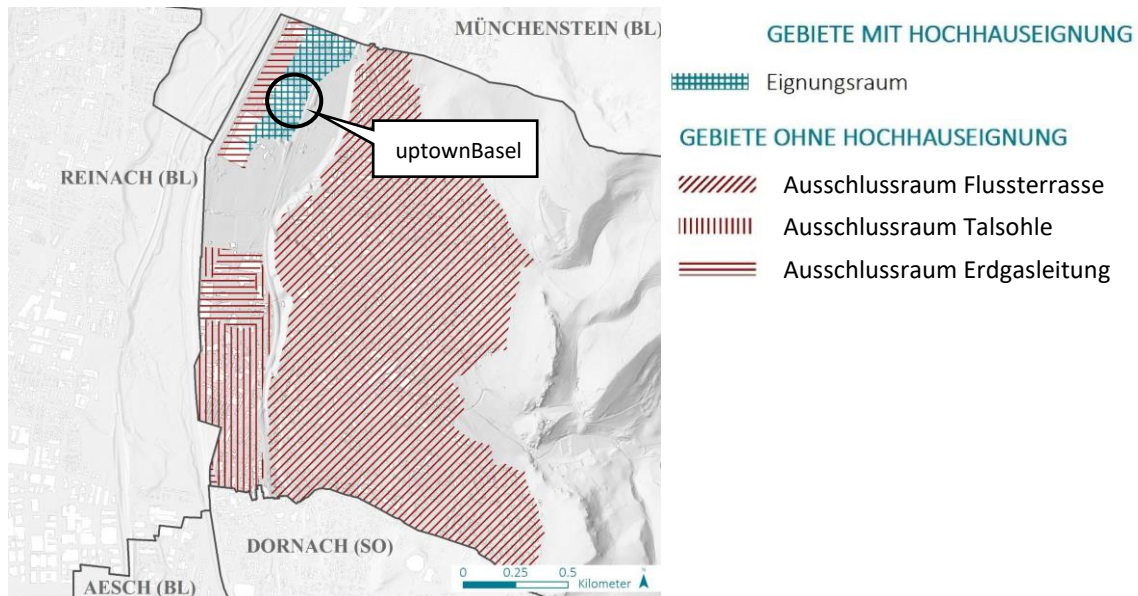 MÜNCHENSTEIN (BL)
uptownBasel
REINACH (BL)
DORNACH (SO)
AESCH (BL)
0 0.25 0.5
Kilometer
N
GEBIETE MIT HOCHHAUSEIGNUNG
Eignungsraum
GEBIETE OHNE HOCHHAUSEIGNUNG
Ausschlussraum Flussterrasse
Ausschlussraum Talsohle
Ausschlussraum Erdgasleitung